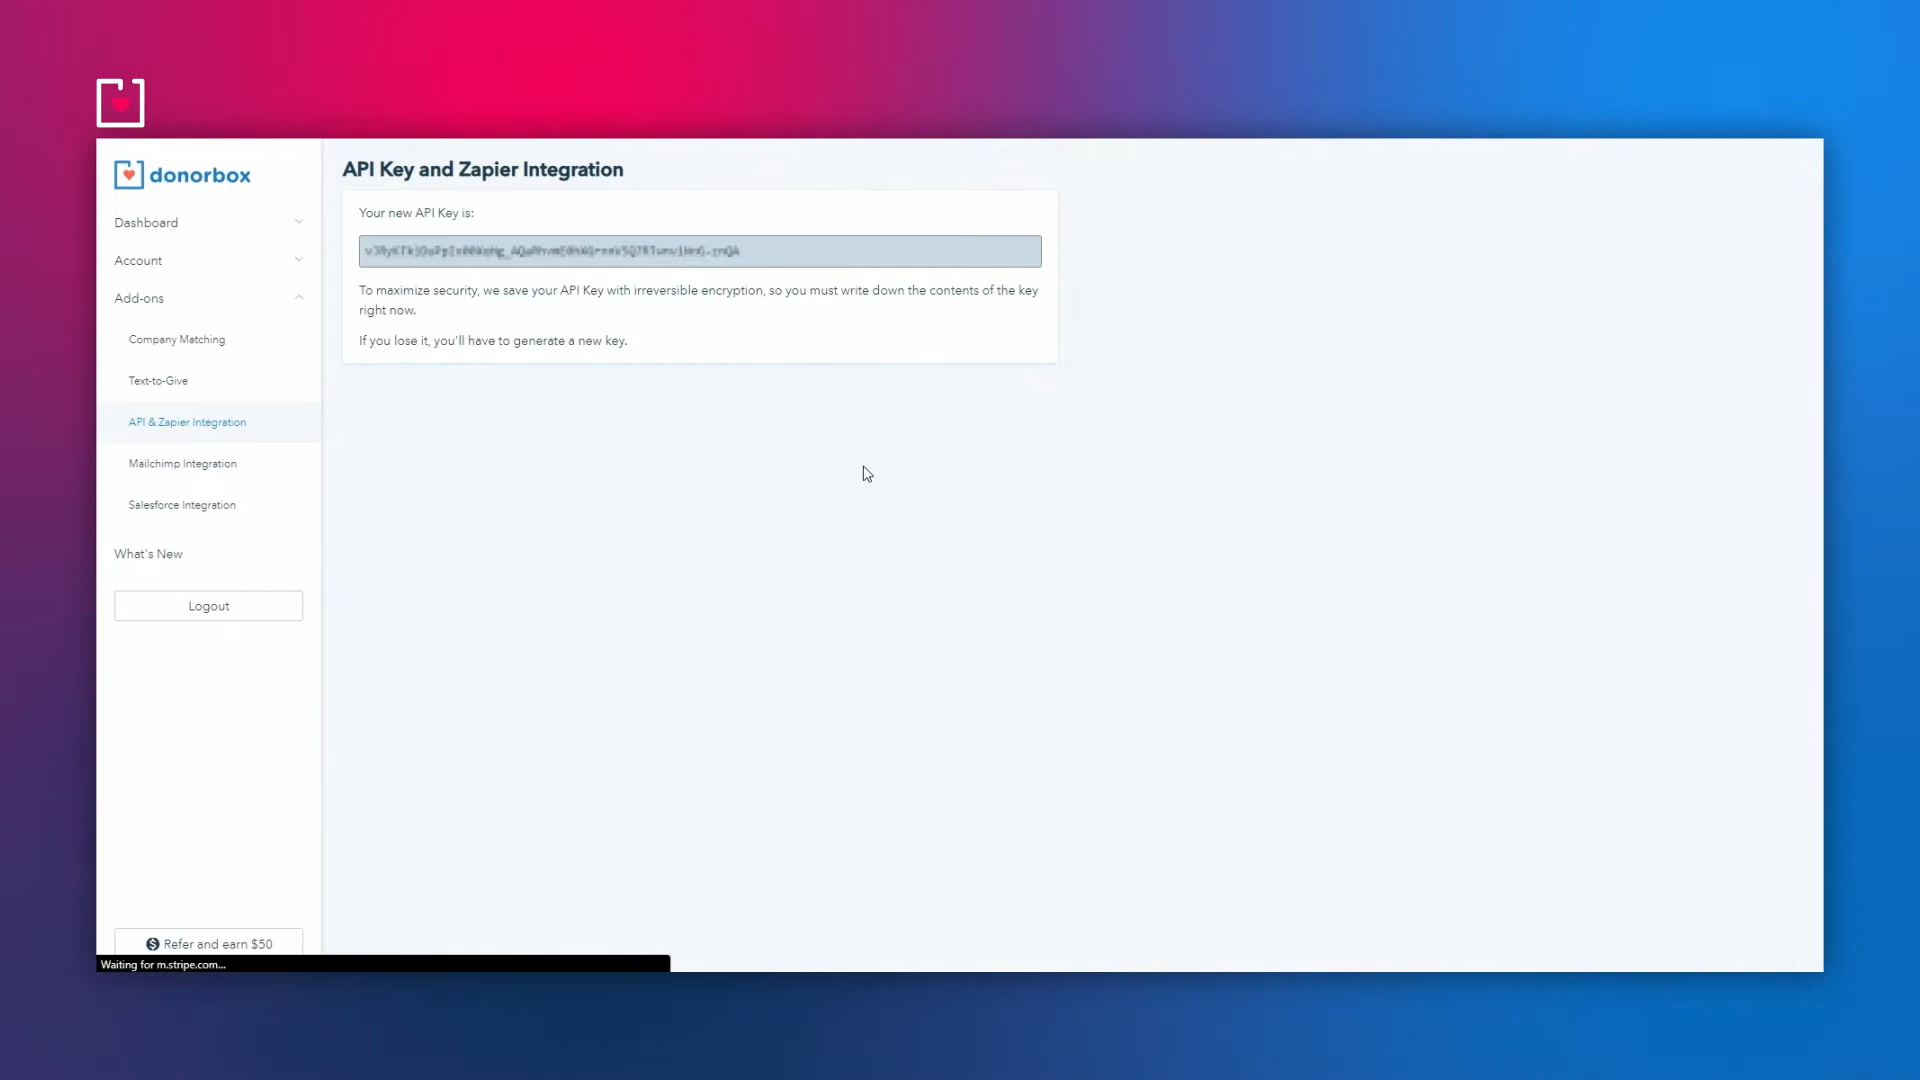 donorbox
Dashboard
Account
Add-ons
Company Matching
Text-to-Give
API & Zapier Integration
Mailchimp Integration
Salesforce Integration
What's New
Logout
Refer and earn $50
Waiting for m.stripe.com...
API Key and Zapier Integration
Your new API Key is:
To maximize security, we save your API Key with irreversible encryption, so you must write down the contents of the key
right now.
If you lose it, you'll have to generate a new key.